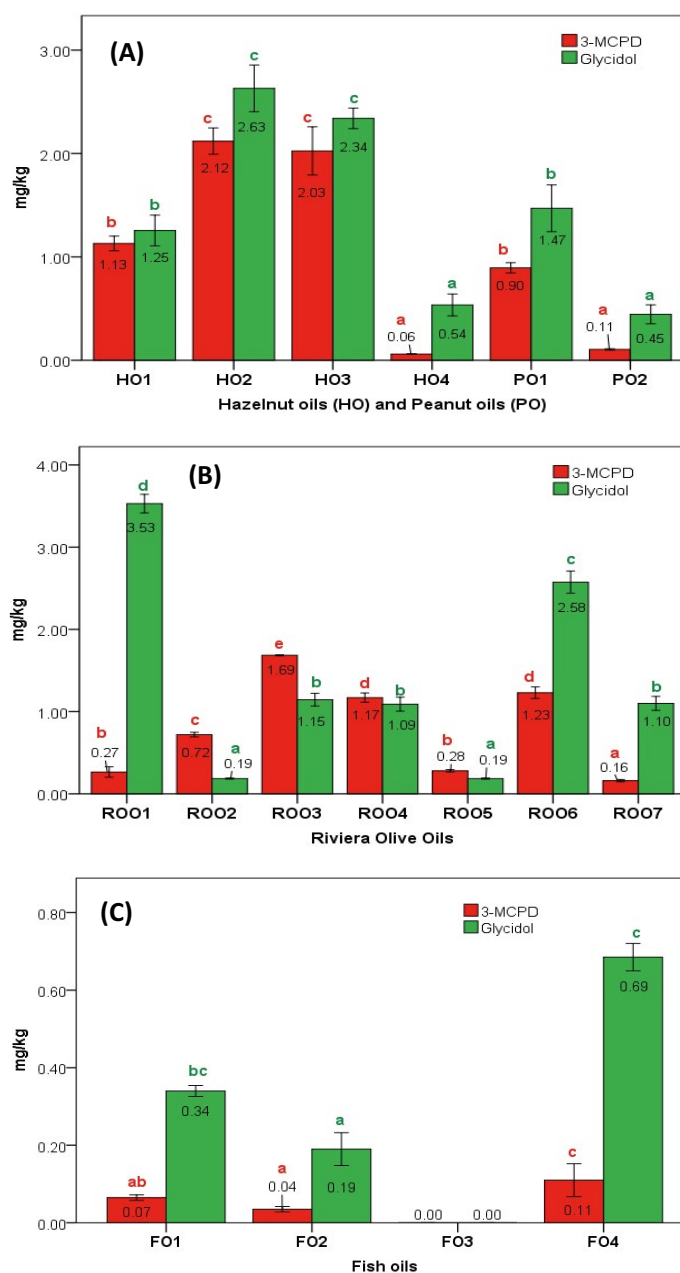 (A)
3-MCPD
Glycidol
mg/kg
3.00
2.00
1.00
0.00
b
b
1.13
1.25
c
c
2.12
2.63
c
c
2.03
2.34
a
a
0.06
0.54
b
b
0.90
1.47
a
a
0.11
0.45
HO1 HO2 HO3 HO4 PO1 PO2
Hazelnut oils (HO) and Peanut oils (PO)
(B)
3-MCPD
Glycidol
mg/kg
4.00
3.00
2.00
1.00
0.00
b
d
0.27
3.53
c
a
0.72
0.19
e
b
1.69
1.15
d
b
1.17
1.09
b
a
0.28
0.19
d
c
1.23
2.58
a
b
0.16
1.10
ROO1 ROO2 ROO3 ROO4 ROO5 ROO6 ROO7
Riviera Olive Oils
(C)
3-MCPD
Glycidol
mg/kg
0.80
0.60
0.40
0.20
0.00
ab
bc
0.07
0.34
a
a
0.04
0.19
0.00
0.00
c
c
0.11
0.69
FO1 FO2 FO3 FO4
Fish oils